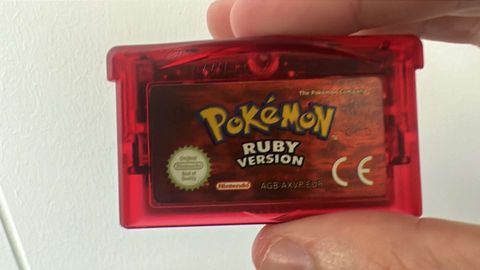 The Pokémon Company
POKéMON
RUBY
VERSION
Original
Nintendo
Seal of
Quality
Nintendo
AGB-AXVP-EUR
CE